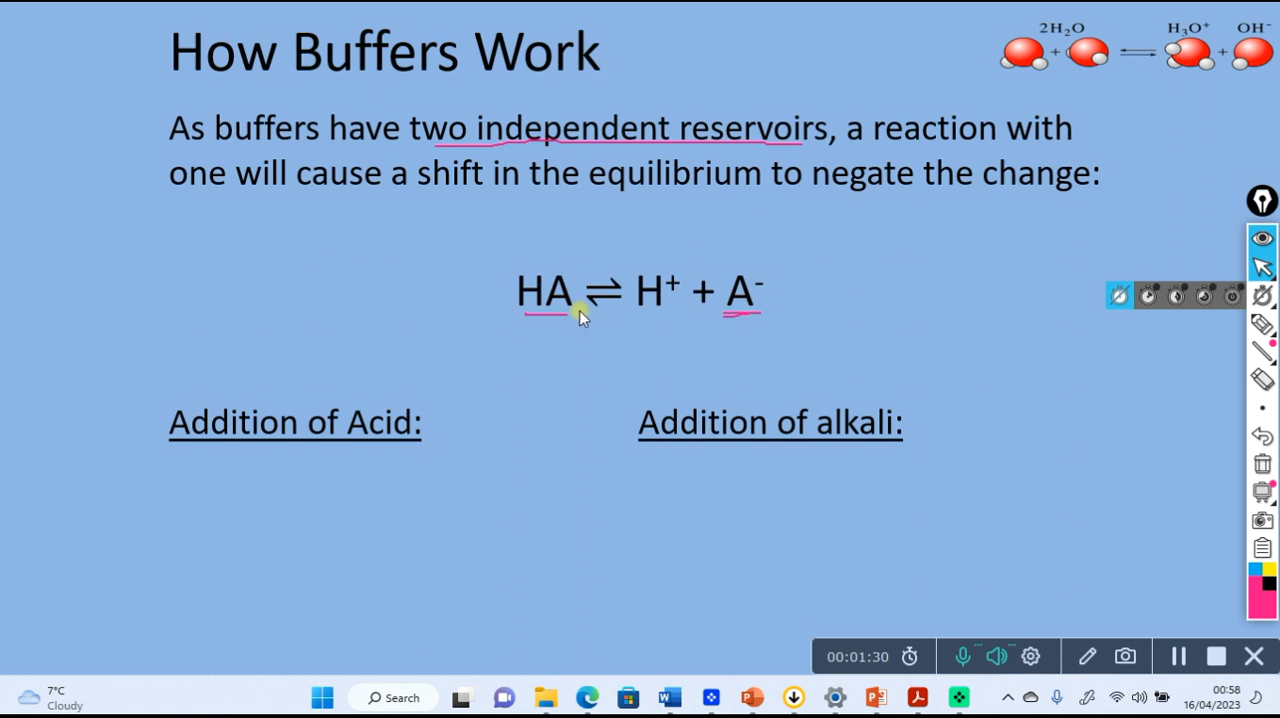 How Buffers Work
2H₂O
+ ⇌ +
H₃O⁺ OH⁻
As buffers have two independent reservoirs, a reaction with
one will cause a shift in the equilibrium to negate the change:
HA ⇌ H⁺ + A⁻
Addition of Acid:
Addition of alkali:
00:01:30
7°C
Cloudy
Search
00:58
16/04/2023